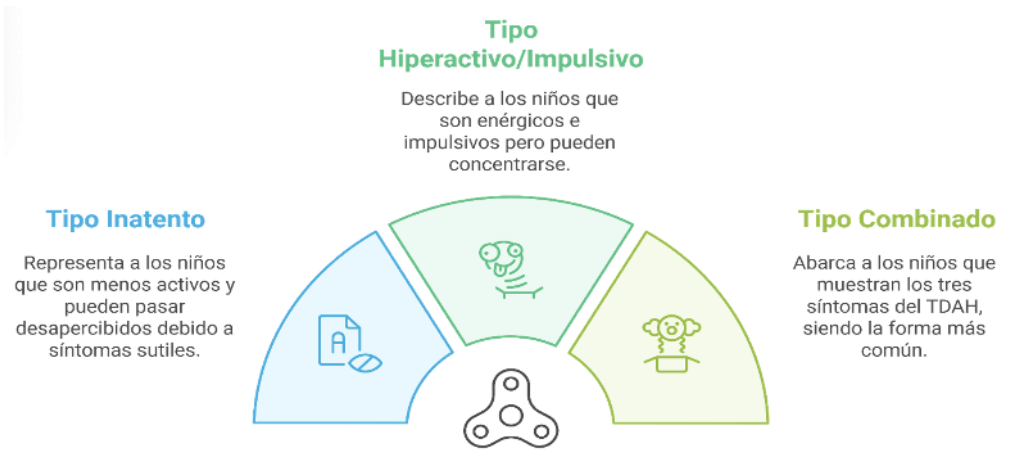 Tipo
Hiperactivo/Impulsivo
Describe a los niños que
son enérgicos e
impulsivos pero pueden
concentrarse.
Tipo Inatento
Representa a los niños
que son menos activos y
pueden pasar
desapercibidos debido a
síntomas sutiles.
Tipo Combinado
Abarca a los niños que
muestran los tres
síntomas del TDAH,
siendo la forma más
común.
A